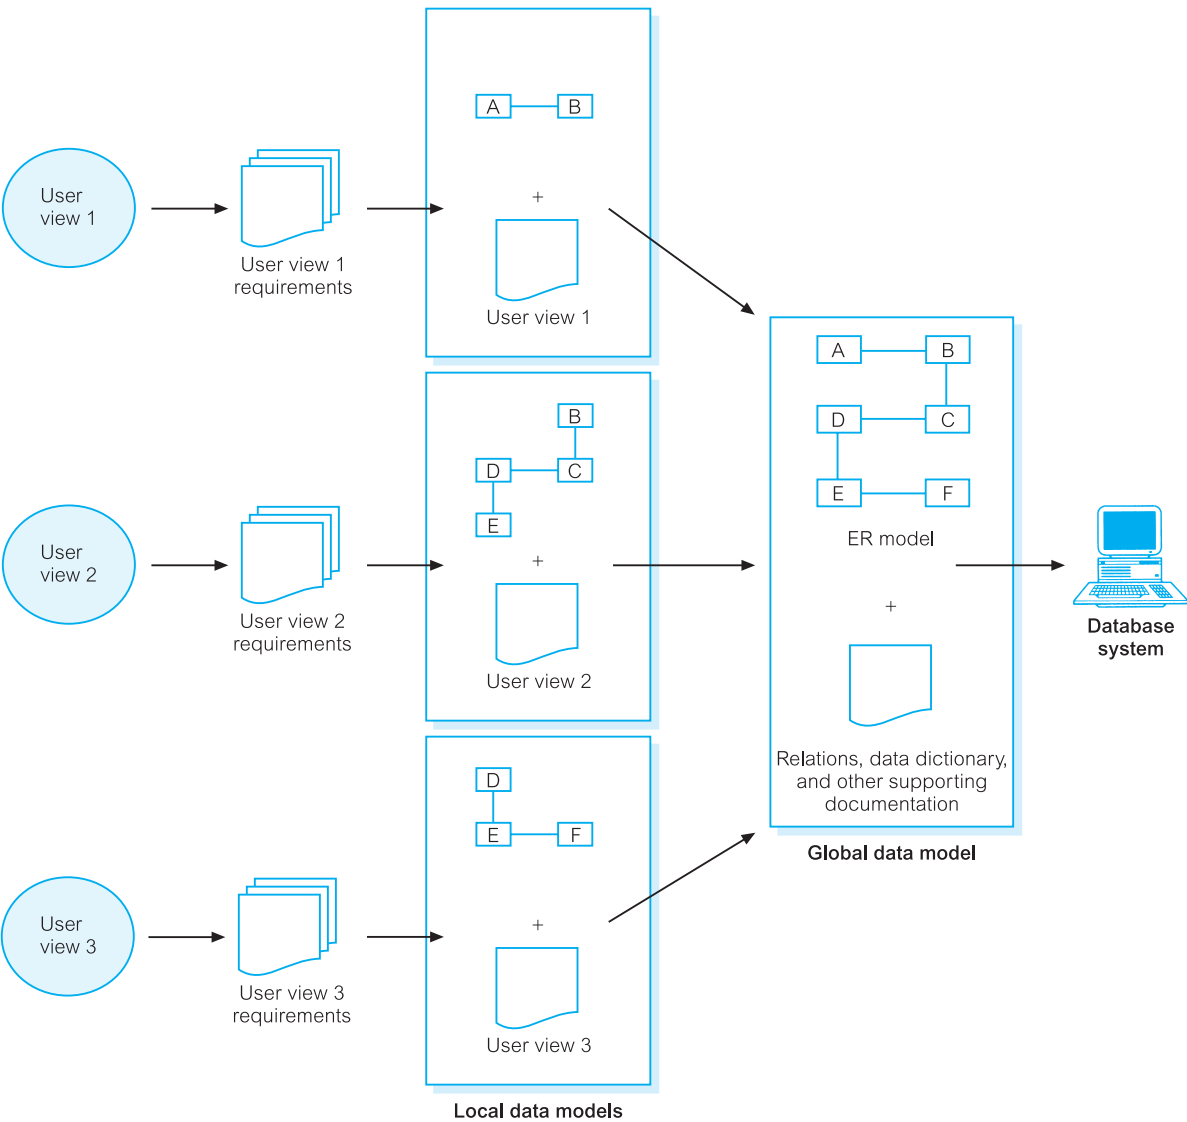 A
B
User
view 1
+
User view 1
requirements
User view 1
A
B
B
D
C
D
C
E
E
F
ER model
User
view 2
+
User view 2
requirements
User view 2
+
Database
system
Relations, data dictionary,
and other supporting
documentation
Global data model
D
E
F
User
view 3
+
User view 3
requirements
User view 3
Local data models